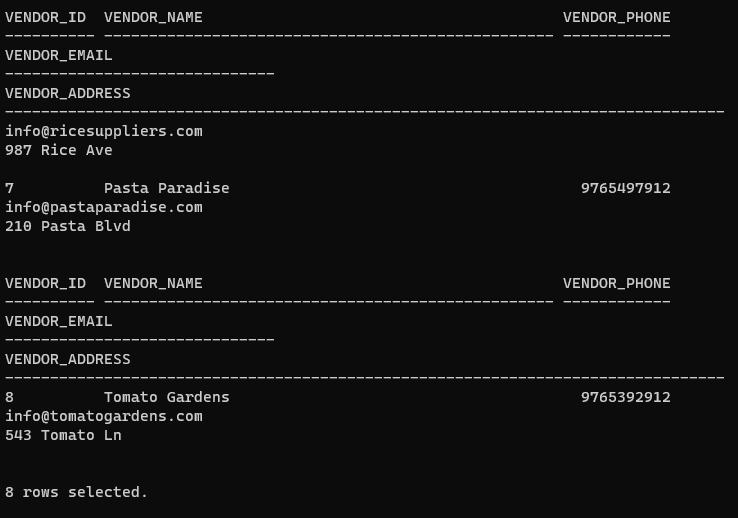 VENDOR_ID  VENDOR_NAME                                        VENDOR_PHONE
---------- -------------------------------------------------- ------------
VENDOR_EMAIL
------------------------------
VENDOR_ADDRESS
--------------------------------------------------------------------------------
info@ricesuppliers.com
987 Rice Ave

7          Pasta Paradise                                       9765497912
info@pastaparadise.com
210 Pasta Blvd


VENDOR_ID  VENDOR_NAME                                        VENDOR_PHONE
---------- -------------------------------------------------- ------------
VENDOR_EMAIL
------------------------------
VENDOR_ADDRESS
--------------------------------------------------------------------------------
8          Tomato Gardens                                       9765392912
info@tomatogardens.com
543 Tomato Ln


8 rows selected.